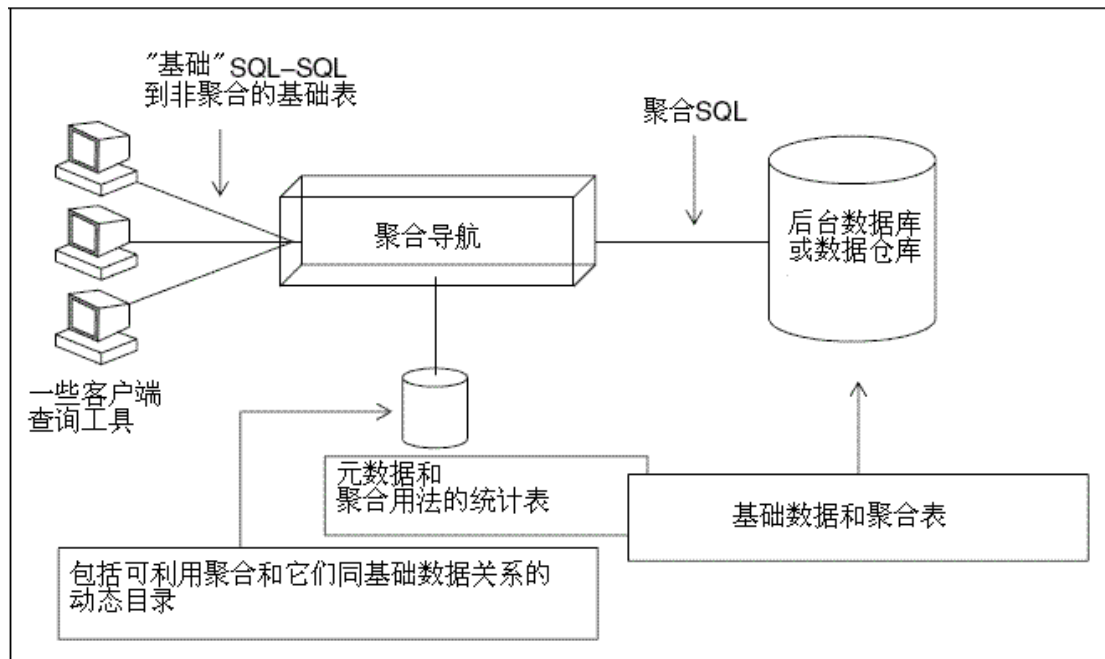 "基础"SQL-SQL
到非聚合的基础表
聚合SQL
聚合导航
后台数据库
或数据仓库
一些客户端
查询工具
元数据和
聚合用法的统计表
基础数据和聚合表
包括可利用聚合和它们同基础数据关系的
动态目录